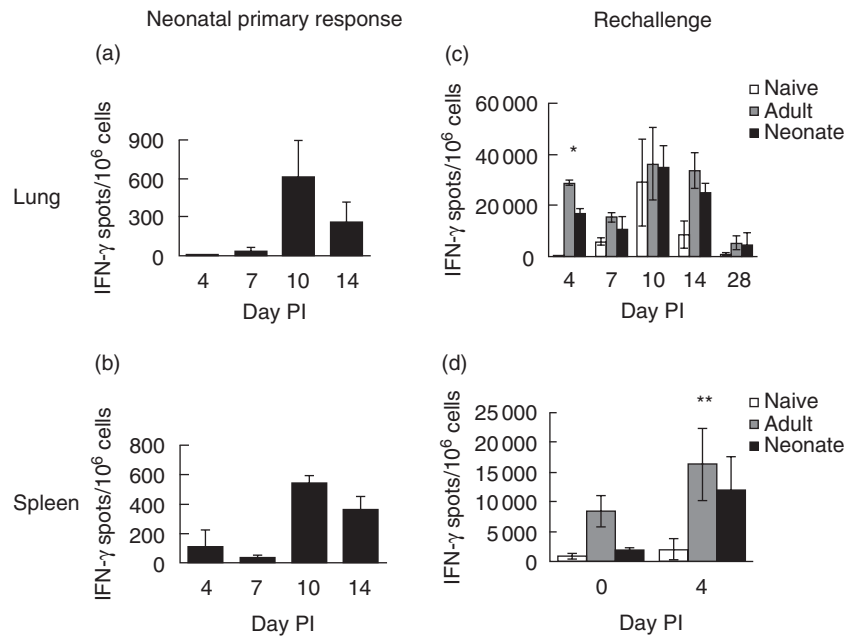 Neonatal primary response
Rechallenge
Lung
Spleen
(a)
IFN-γ spots/10⁶ cells
900
600
300
0
4 7 10 14
Day PI
(c)
IFN-γ spots/10⁶ cells
60 000
40 000
20 000
0
*
Naive
Adult
Neonate
4 7 10 14 28
Day PI
(b)
IFN-γ spots/10⁶ cells
800
600
400
200
0
4 7 10 14
Day PI
(d)
IFN-γ spots/10⁶ cells
25 000
20 000
15 000
10 000
5 000
0
**
Naive
Adult
Neonate
0 4
Day PI